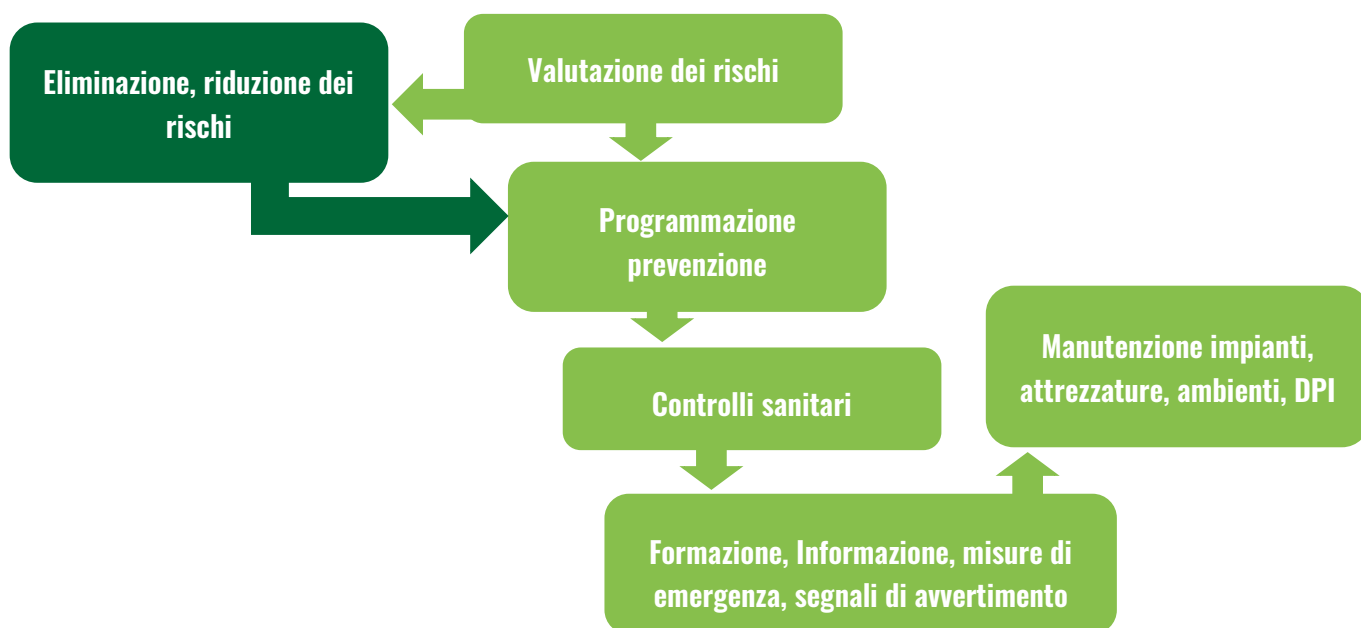 Valutazione dei rischi
Eliminazione, riduzione dei
rischi
Programmazione
prevenzione
Controlli sanitari
Formazione, Informazione, misure di
emergenza, segnali di avvertimento
Manutenzione impianti,
attrezzature, ambienti, DPI